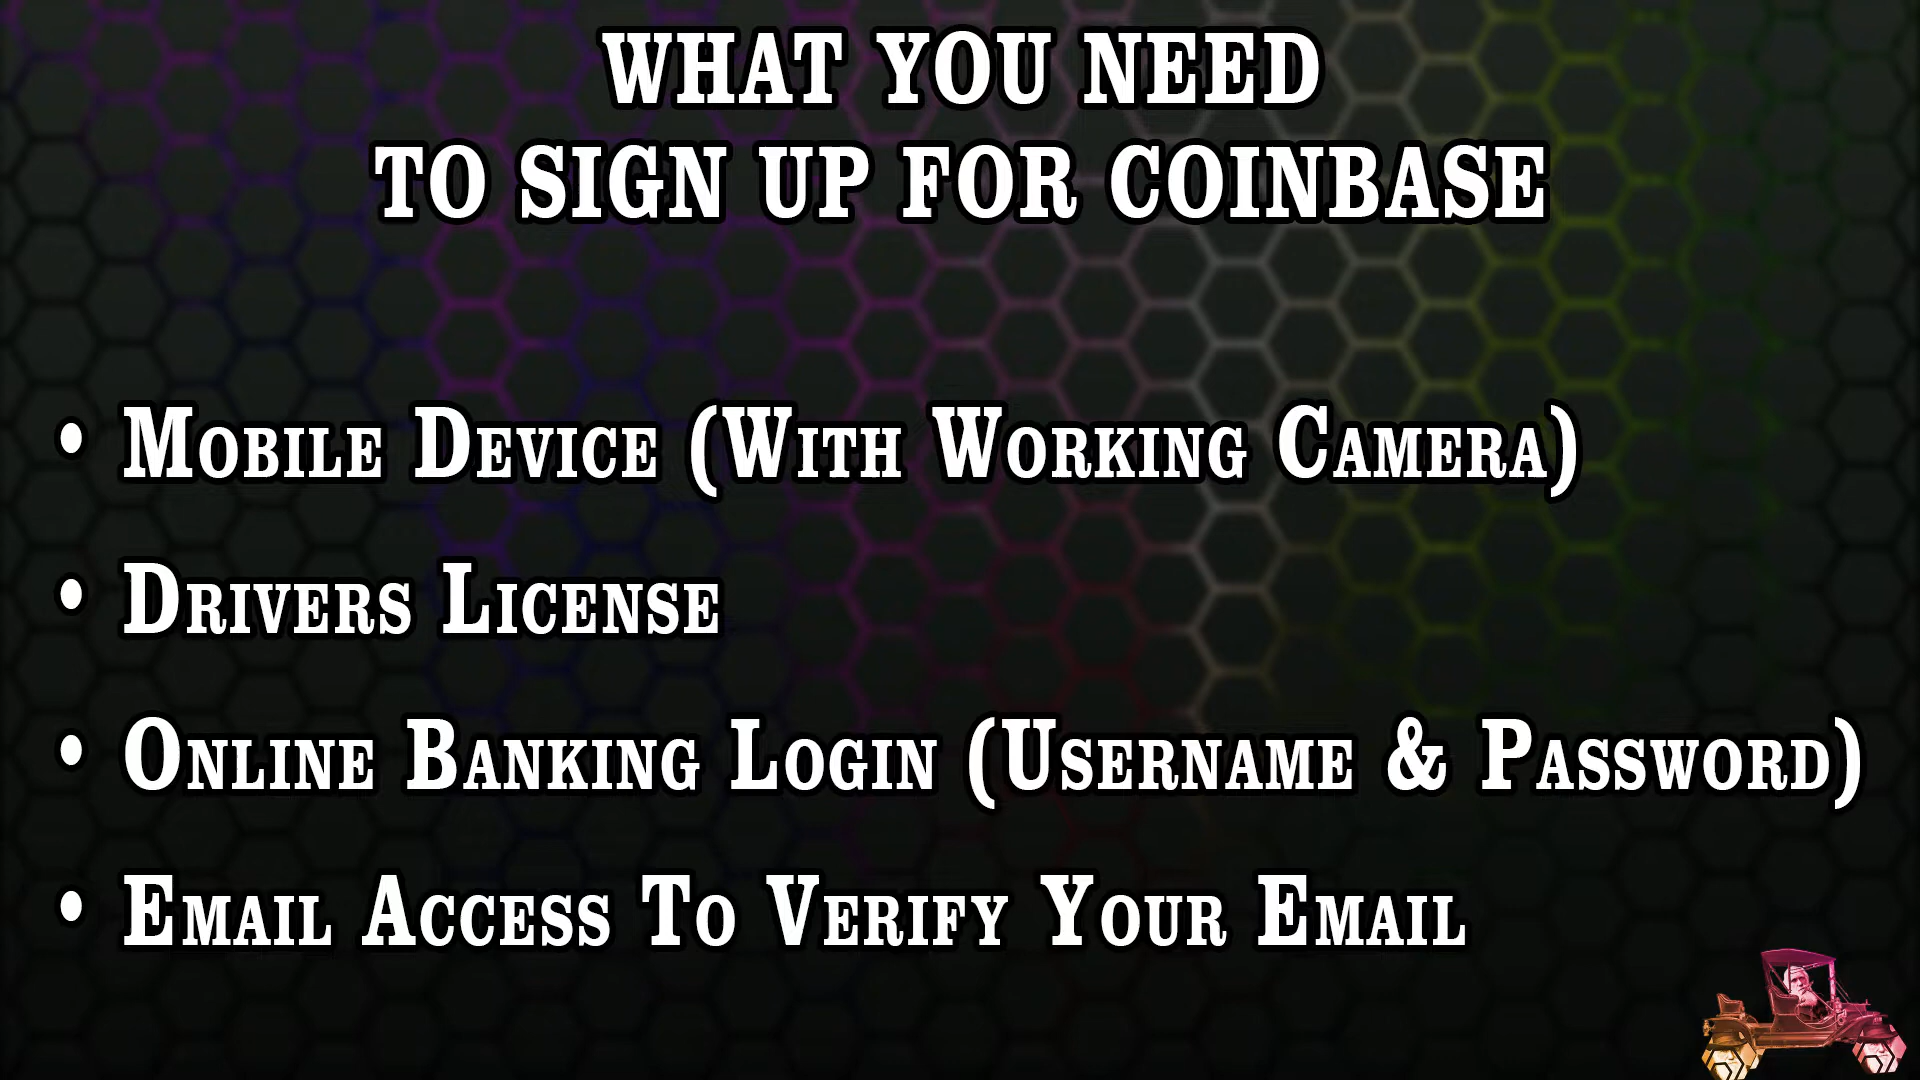 WHAT YOU NEED
TO SIGN UP FOR COINBASE
• Mobile Device (With Working Camera)
• Drivers License
• Online Banking Login (Username & Password)
• Email Access To Verify Your Email